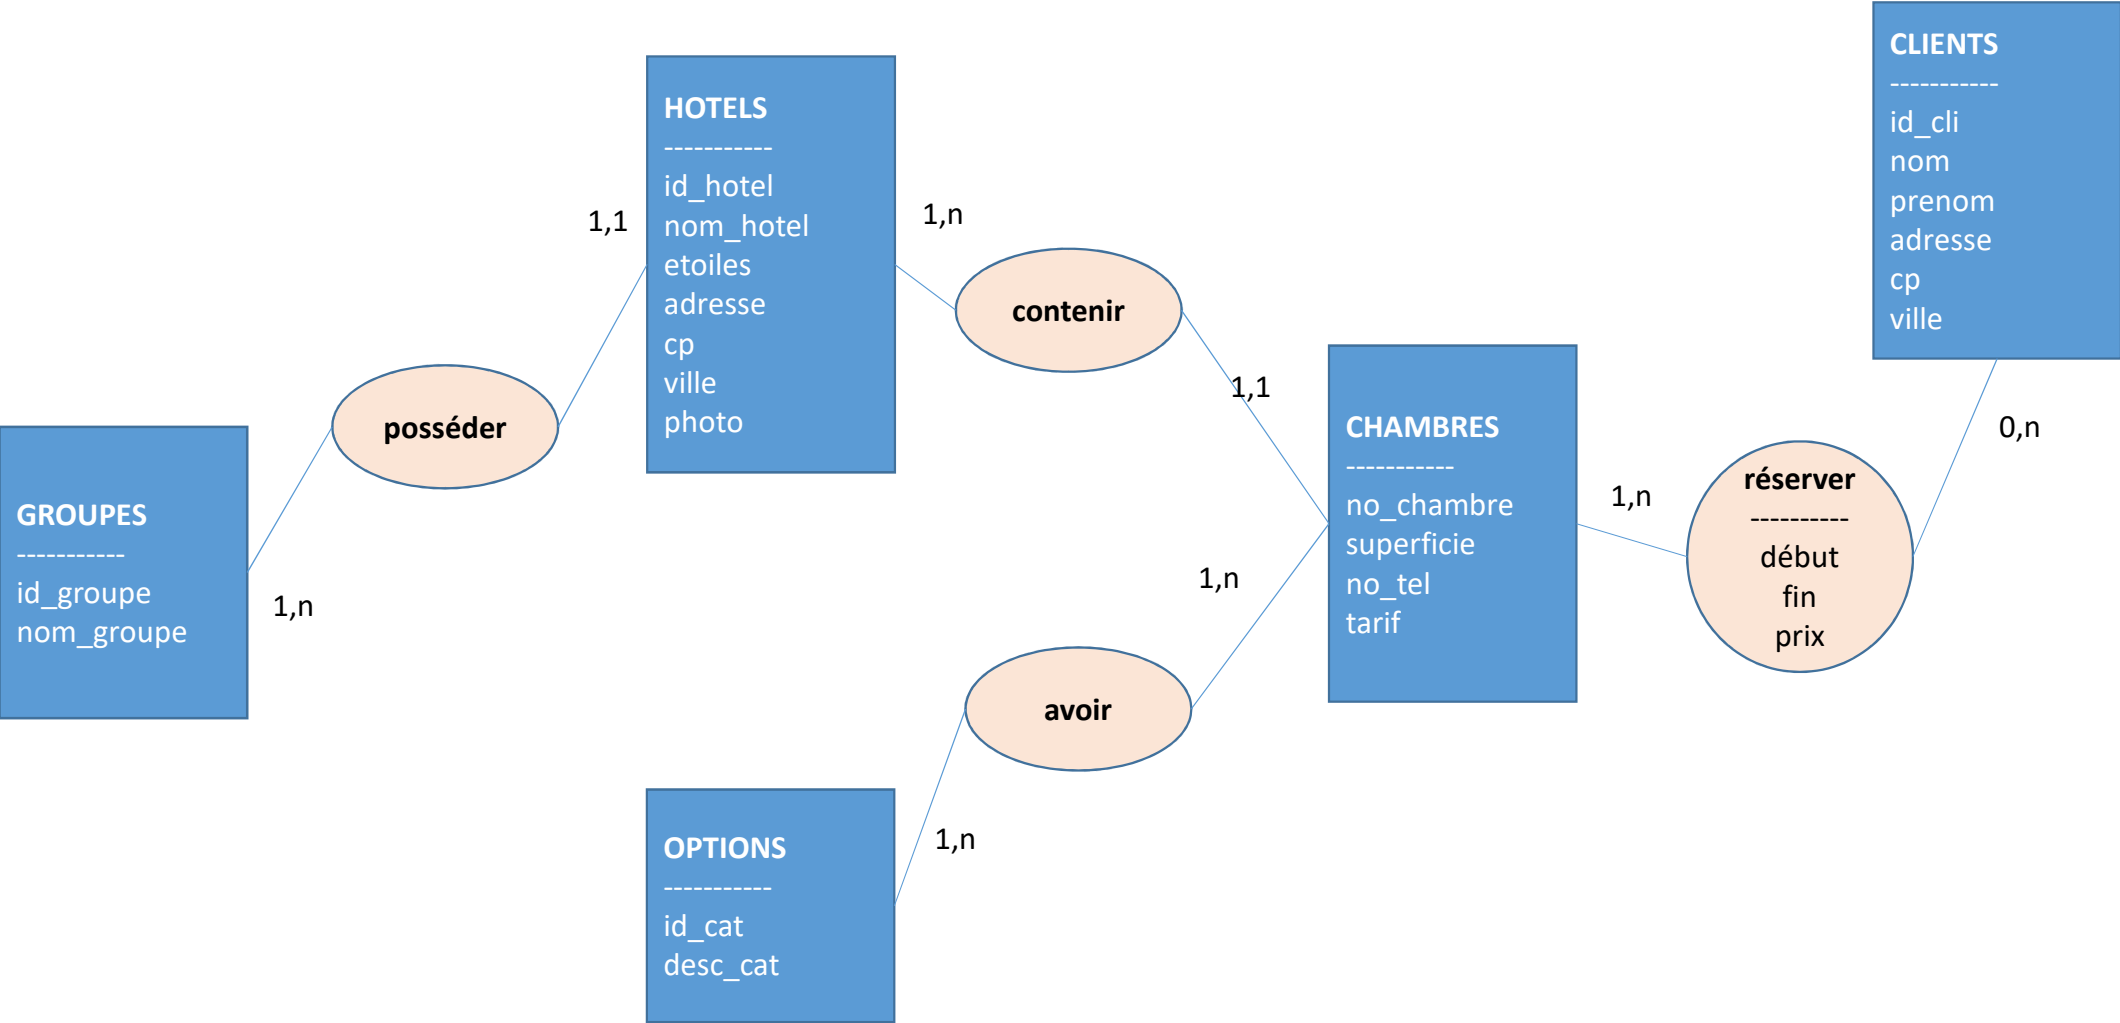 GROUPES
-----------
id_groupe
nom_groupe
1,n
posséder
1,1
HOTELS
-----------
id_hotel
nom_hotel
etoiles
adresse
cp
ville
photo
1,n
contenir
1,1
OPTIONS
-----------
id_cat
desc_cat
1,n
avoir
1,n
CHAMBRES
-----------
no_chambre
superficie
no_tel
tarif
1,n
réserver
----------
début
fin
prix
0,n
CLIENTS
-----------
id_cli
nom
prenom
adresse
cp
ville